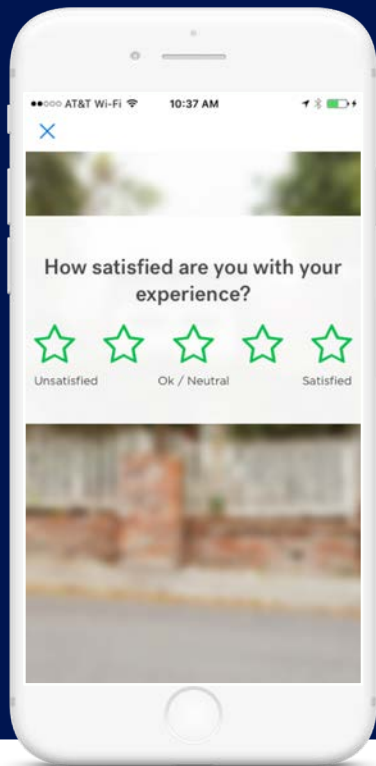 AT&T Wi-Fi 10:37 AM
How satisfied are you with your
experience?
Unsatisfied Ok / Neutral Satisfied